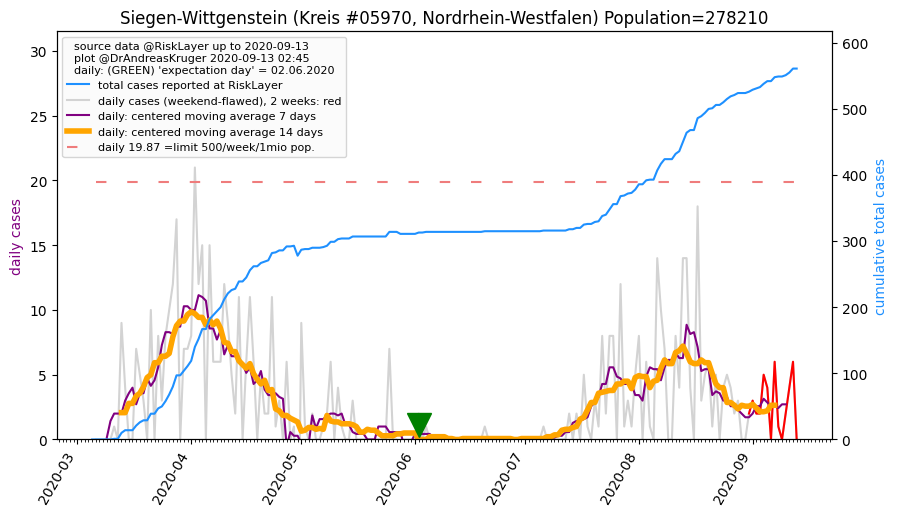 Siegen-Wittgenstein (Kreis #05970, Nordrhein-Westfalen) Population=278210
source data @RiskLayer up to 2020-09-13
plot @DrAndreasKruger 2020-09-13 02:45
daily: (GREEN) 'expectation day' = 02.06.2020
total cases reported at RiskLayer
daily cases (weekend-flawed), 2 weeks: red
daily: centered moving average 7 days
daily: centered moving average 14 days
daily 19.87 =limit 500/week/1mio pop.
daily cases
30
25
20
15
10
5
0
cumulative total cases
600
500
400
300
200
100
0
2020-03
2020-04
2020-05
2020-06
2020-07
2020-08
2020-09